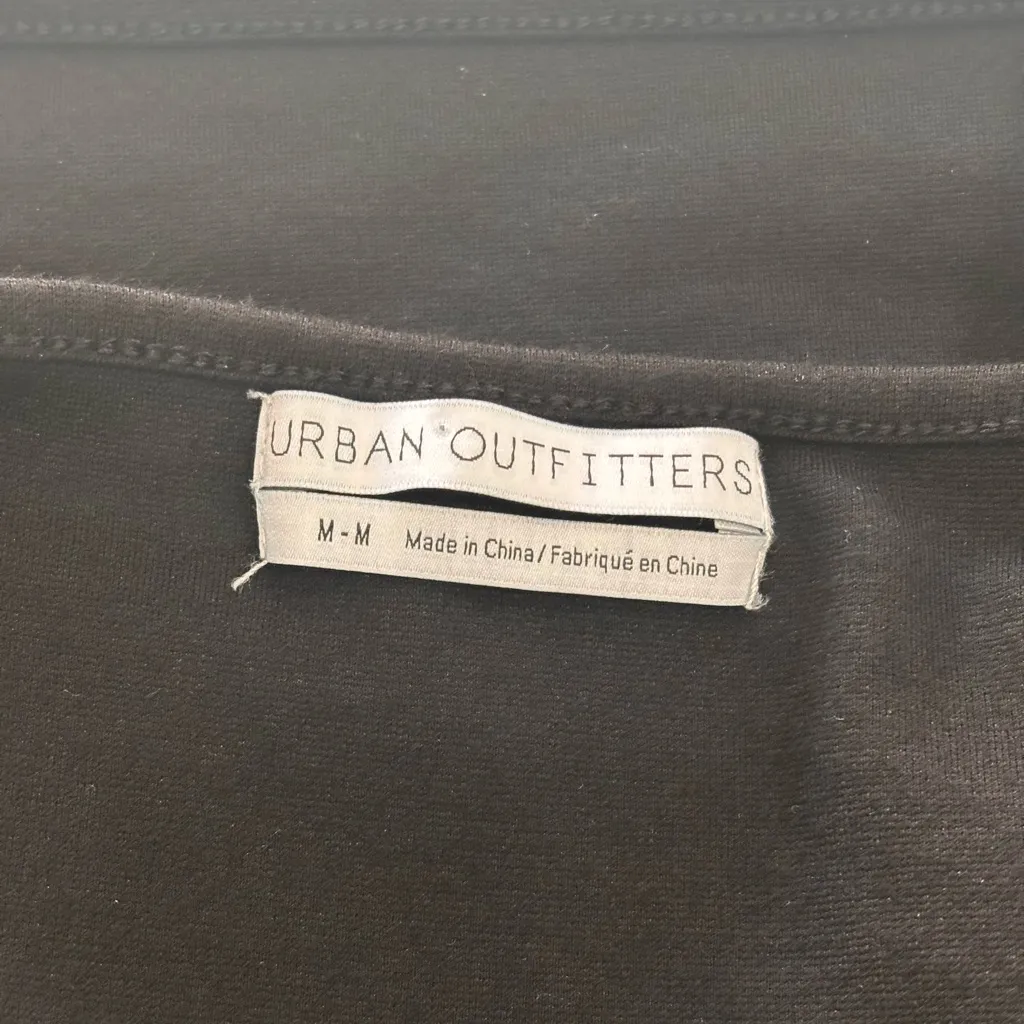 URBAN OUTFITTERS
M - M Made in China / Fabriqué en Chine